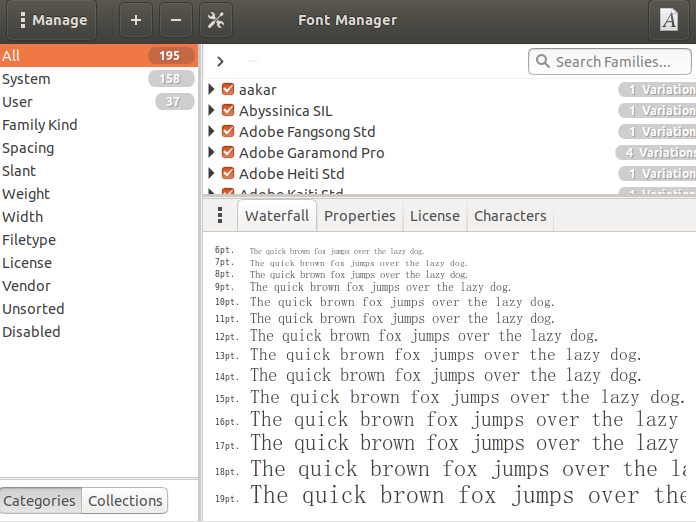 Manage + − Font Manager A
All 195
System 158
User 37
Family Kind
Spacing
Slant
Weight
Width
Filetype
License
Vendor
Unsorted
Disabled
Categories Collections
Search Families...
aakar 1 Variation
Abyssinica SIL 1 Variation
Adobe Fangsong Std 1 Variation
Adobe Garamond Pro 4 Variations
Adobe Heiti Std 1 Variation
Adobe Kaiti Std 1 Variation
Waterfall Properties License Characters
6pt. The quick brown fox jumps over the lazy dog.
7pt. The quick brown fox jumps over the lazy dog.
8pt. The quick brown fox jumps over the lazy dog.
9pt. The quick brown fox jumps over the lazy dog.
10pt. The quick brown fox jumps over the lazy dog.
11pt. The quick brown fox jumps over the lazy dog.
12pt. The quick brown fox jumps over the lazy dog.
13pt. The quick brown fox jumps over the lazy dog.
14pt. The quick brown fox jumps over the lazy dog.
15pt. The quick brown fox jumps over the lazy dog.
16pt. The quick brown fox jumps over the lazy
17pt. The quick brown fox jumps over the lazy
18pt. The quick brown fox jumps over the la
19pt. The quick brown fox jumps over the